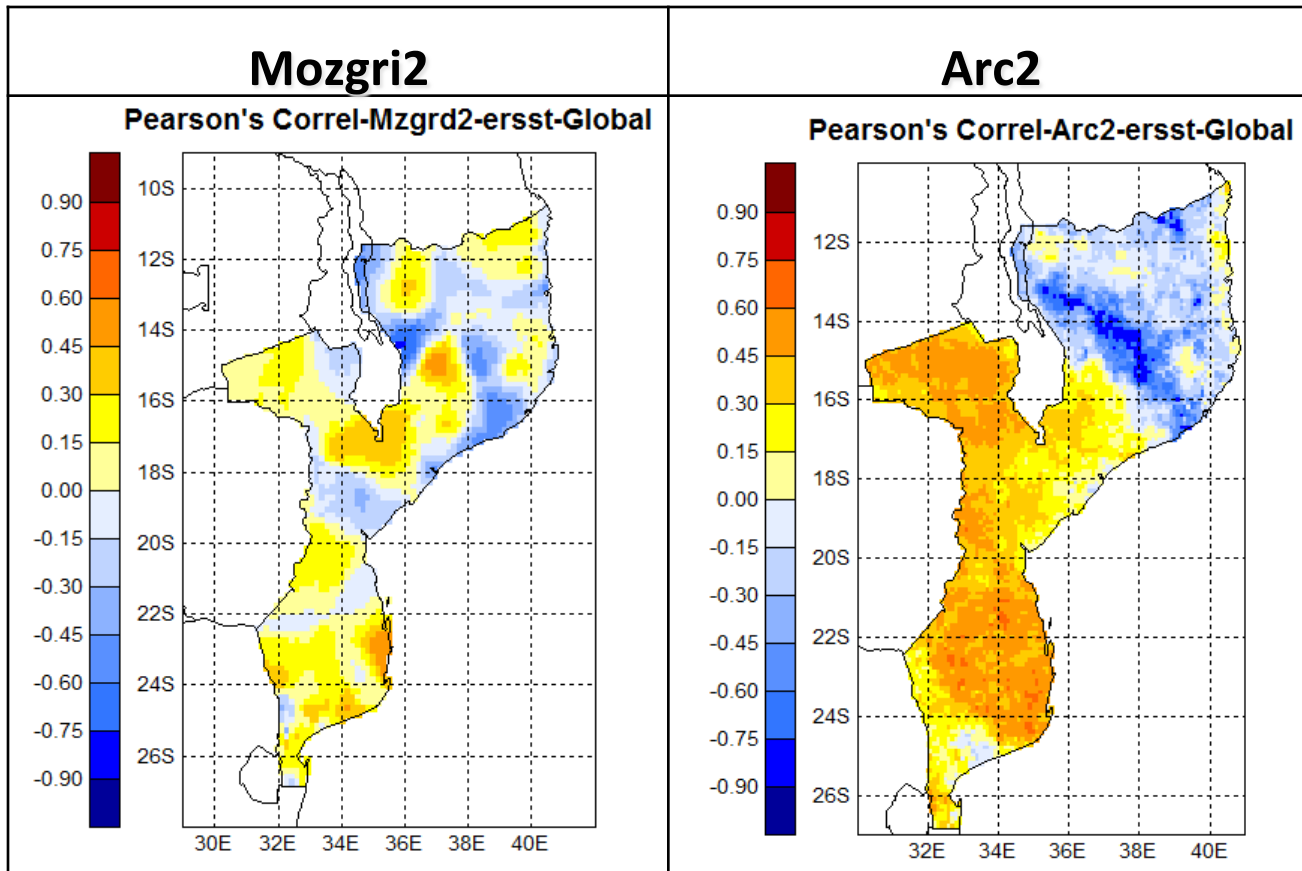 Mozgri2
Arc2
Pearson's Correl-Mzgrd2-ersst-Global
0.90
0.75
0.60
0.45
0.30
0.15
0.00
-0.15
-0.30
-0.45
-0.60
-0.75
-0.90
10S
12S
14S
16S
18S
20S
22S
24S
26S
30E 32E 34E 36E 38E 40E
Pearson's Correl-Arc2-ersst-Global
0.90
0.75
0.60
0.45
0.30
0.15
0.00
-0.15
-0.30
-0.45
-0.60
-0.75
-0.90
12S
14S
16S
18S
20S
22S
24S
26S
32E 34E 36E 38E 40E